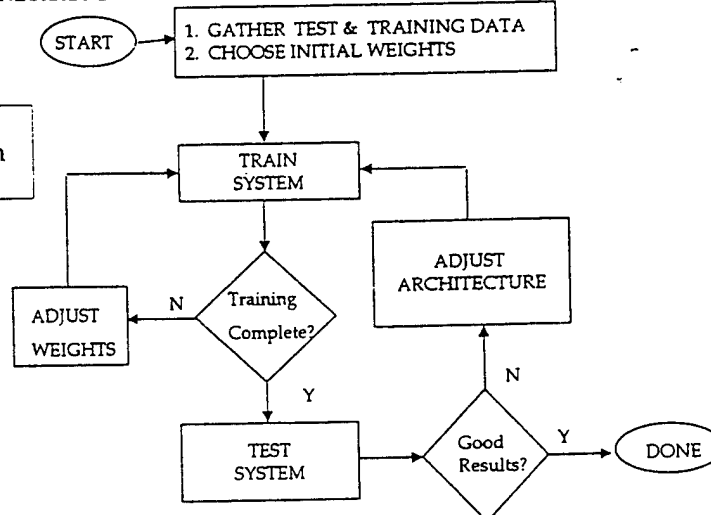 START
1. GATHER TEST & TRAINING DATA
2. CHOOSE INITIAL WEIGHTS
TRAIN
SYSTEM
ADJUST
ARCHITECTURE
N
Training
Complete?
ADJUST
WEIGHTS
Y
N
TEST
SYSTEM
Good
Results?
Y
DONE